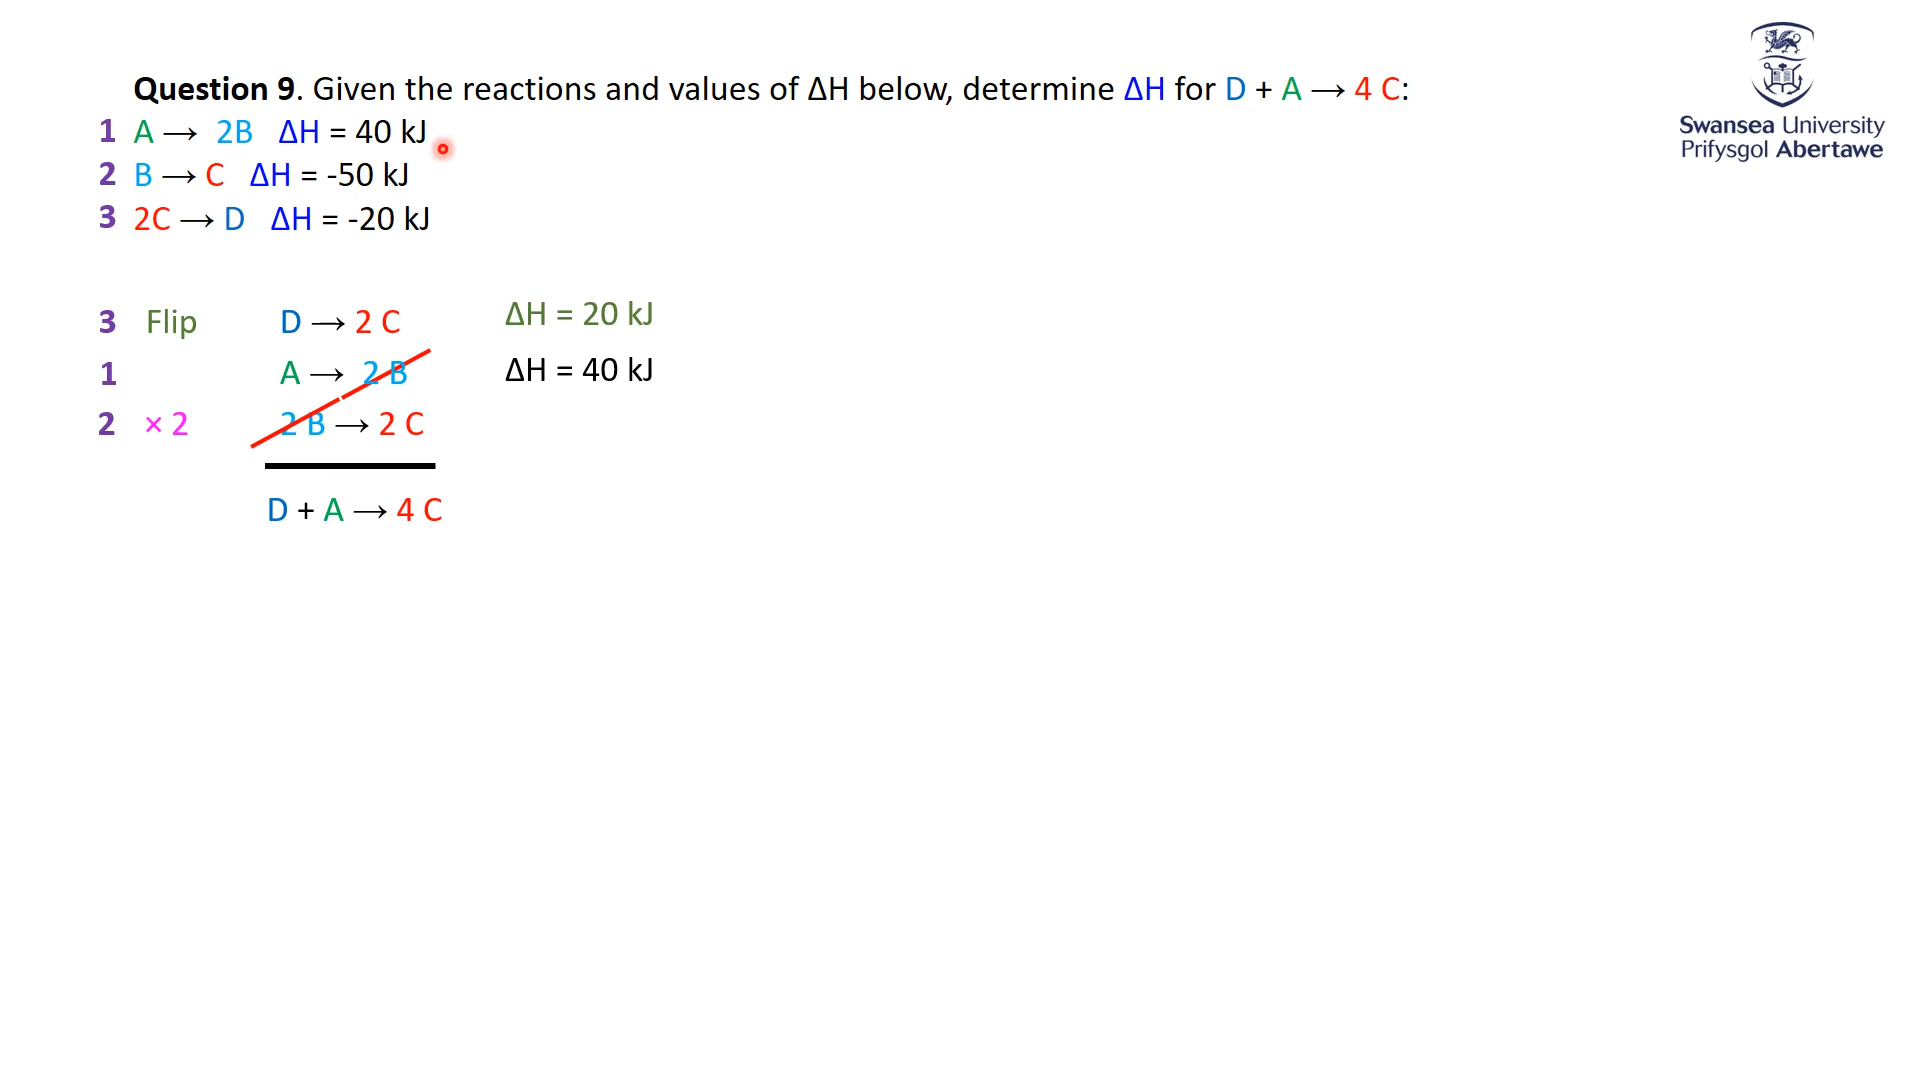 Question 9. Given the reactions and values of ΔH below, determine ΔH for D + A → 4 C:
1 A → 2B ΔH = 40 kJ
2 B → C ΔH = -50 kJ
3 2C → D ΔH = -20 kJ
3 Flip D → 2 C ΔH = 20 kJ
1 A → 2 B ΔH = 40 kJ
2 × 2 2 B → 2 C
D + A → 4 C
Swansea University
Prifysgol Abertawe